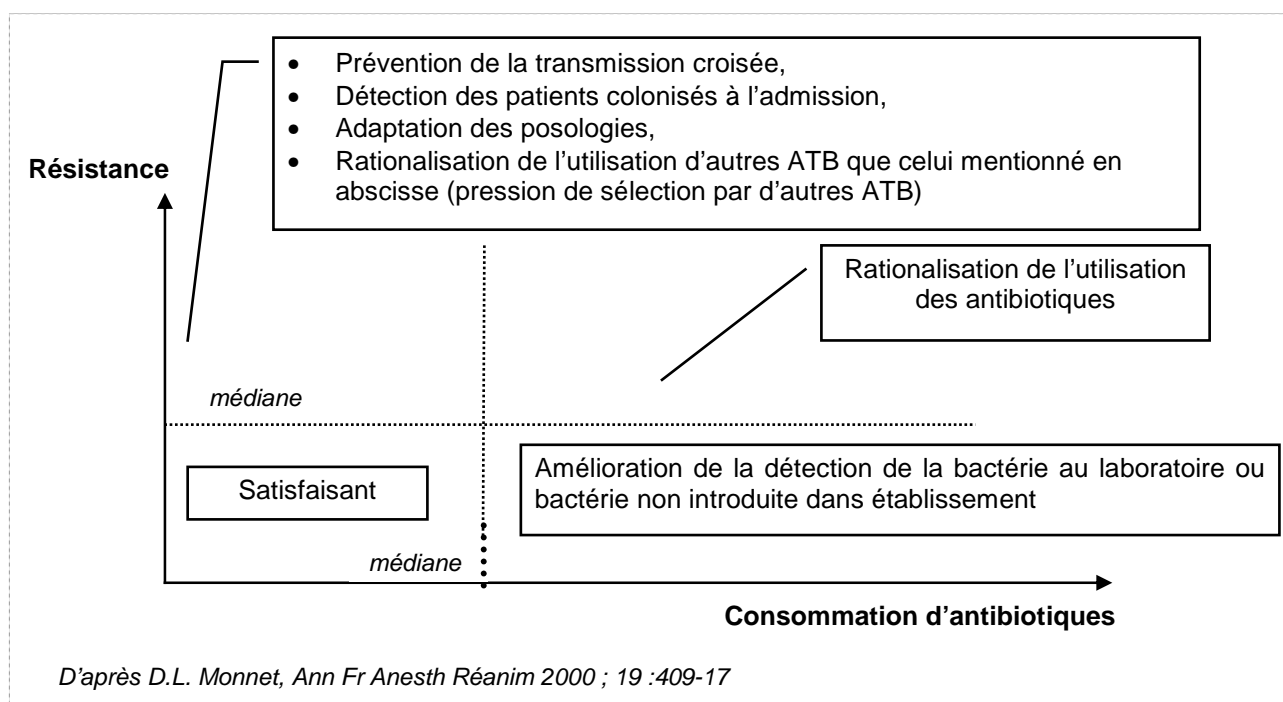 • Prévention de la transmission croisée,
• Détection des patients colonisés à l’admission,
• Adaptation des posologies,
• Rationalisation de l’utilisation d’autres ATB que celui mentionné en
abscisse (pression de sélection par d’autres ATB)
Résistance
Rationalisation de l’utilisation
des antibiotiques
médiane
Satisfaisant
Amélioration de la détection de la bactérie au laboratoire ou
bactérie non introduite dans établissement
médiane
Consommation d’antibiotiques
D’après D.L. Monnet, Ann Fr Anesth Réanim 2000 ; 19 :409-17